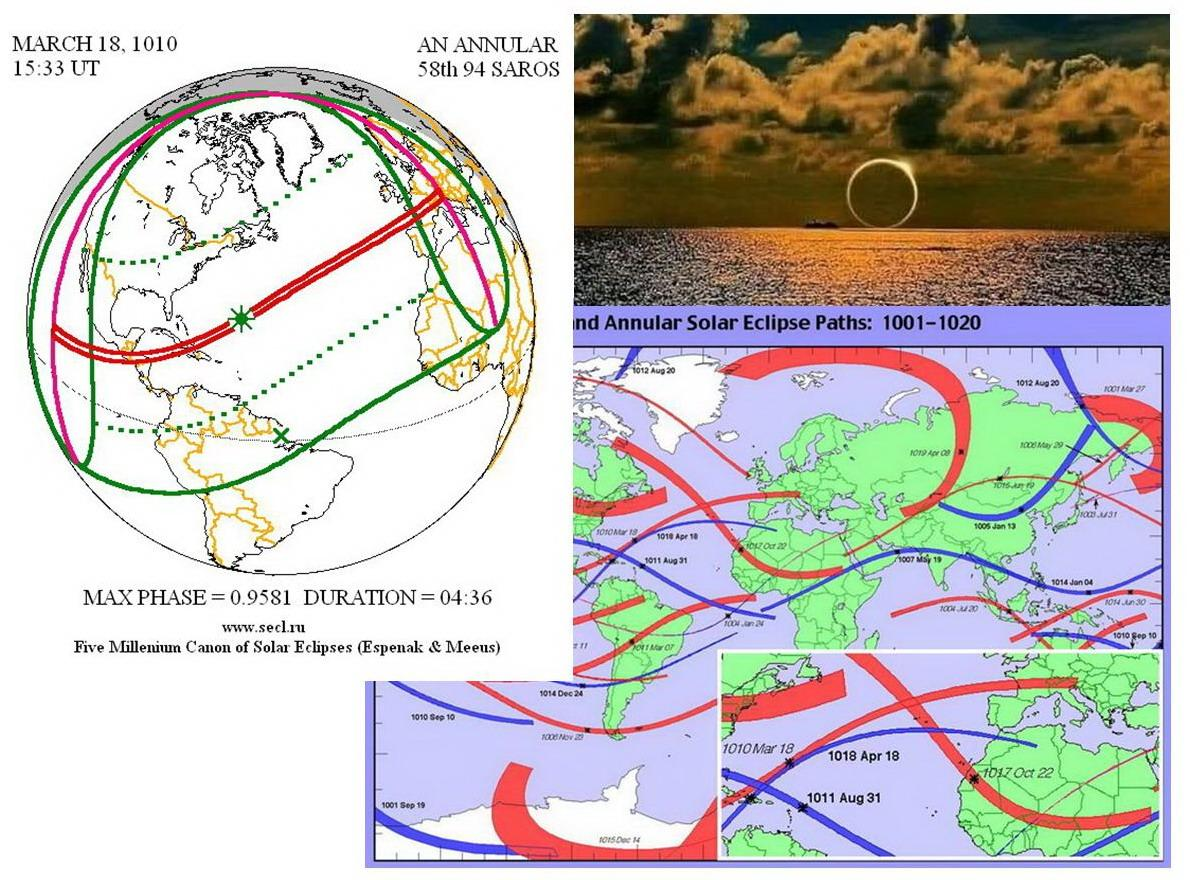 MARCH 18, 1010
15:33 UT
AN ANNULAR
58th 94 SAROS
MAX PHASE = 0.9581 DURATION = 04:36
www.secl.ru
Five Millenium Canon of Solar Eclipses (Espenak & Meeus)
nd Annular Solar Eclipse Paths: 1001–1020
1012 Aug 20
1012 Aug 20
1001 Mar 27
1006 May 29
1019 Apr 08
1016 Jun 19
1003 Jul 31
1005 Jan 13
1010 Mar 18
1018 Apr 18
1017 Oct 22
1011 Aug 31
1007 May 19
1014 Jan 04
1014 Jun 30
1004 Jul 20
1004 Jan 24
1010 Sep 10
1011 Mar 07
ct 11
1014 Dec 24
1010 Sep 10
1006 Nov 23
1001 Sep 19
1015 Dec 14
1010 Mar 18
1018 Apr 18
1017 Oct 22
1011 Aug 31